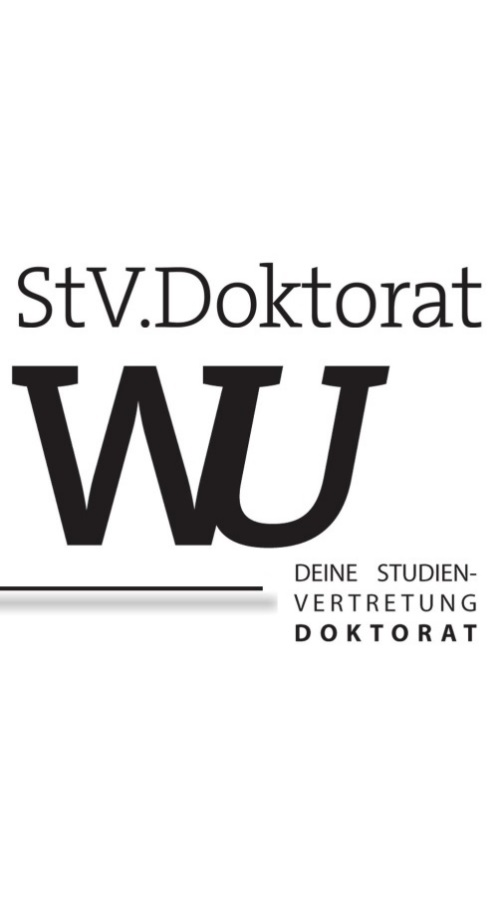 StV.Doktorat
WU
DEINE STUDIEN-
VERTRETUNG
DOKTORAT